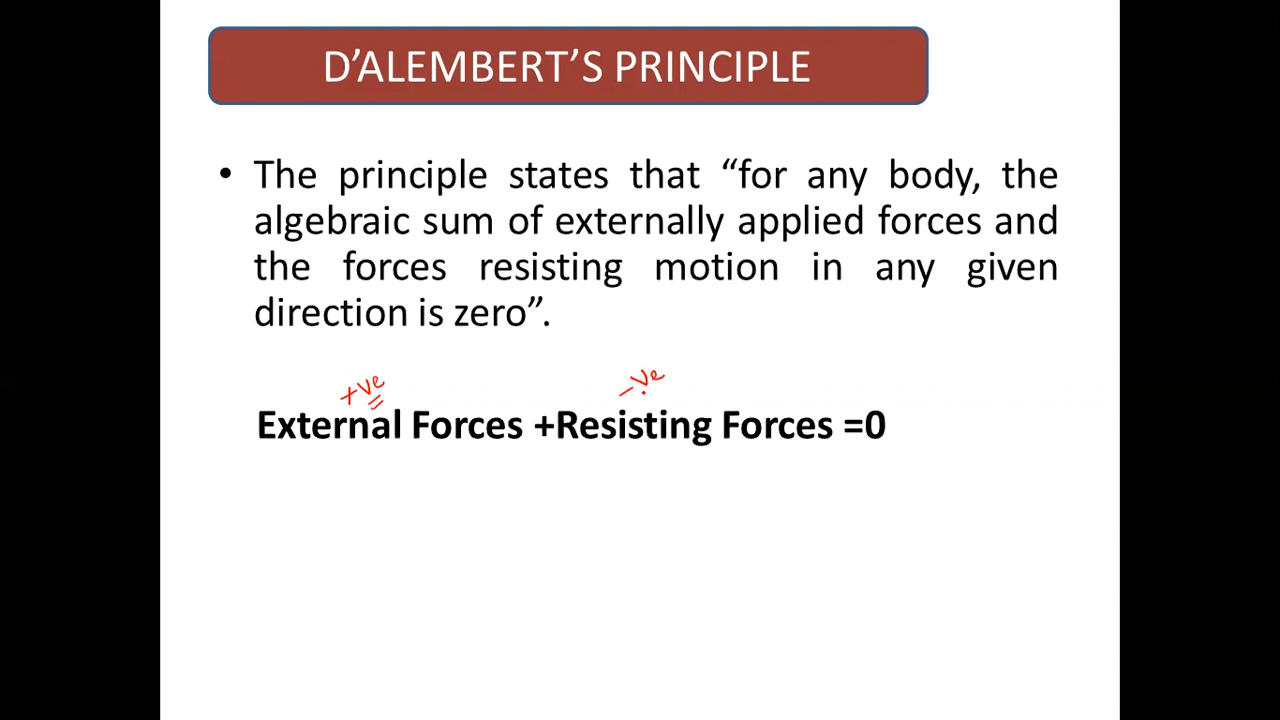 D’ALEMBERT’S PRINCIPLE
• The principle states that “for any body, the
algebraic sum of externally applied forces and
the forces resisting motion in any given
direction is zero”.
+ve -ve
External Forces +Resisting Forces =0